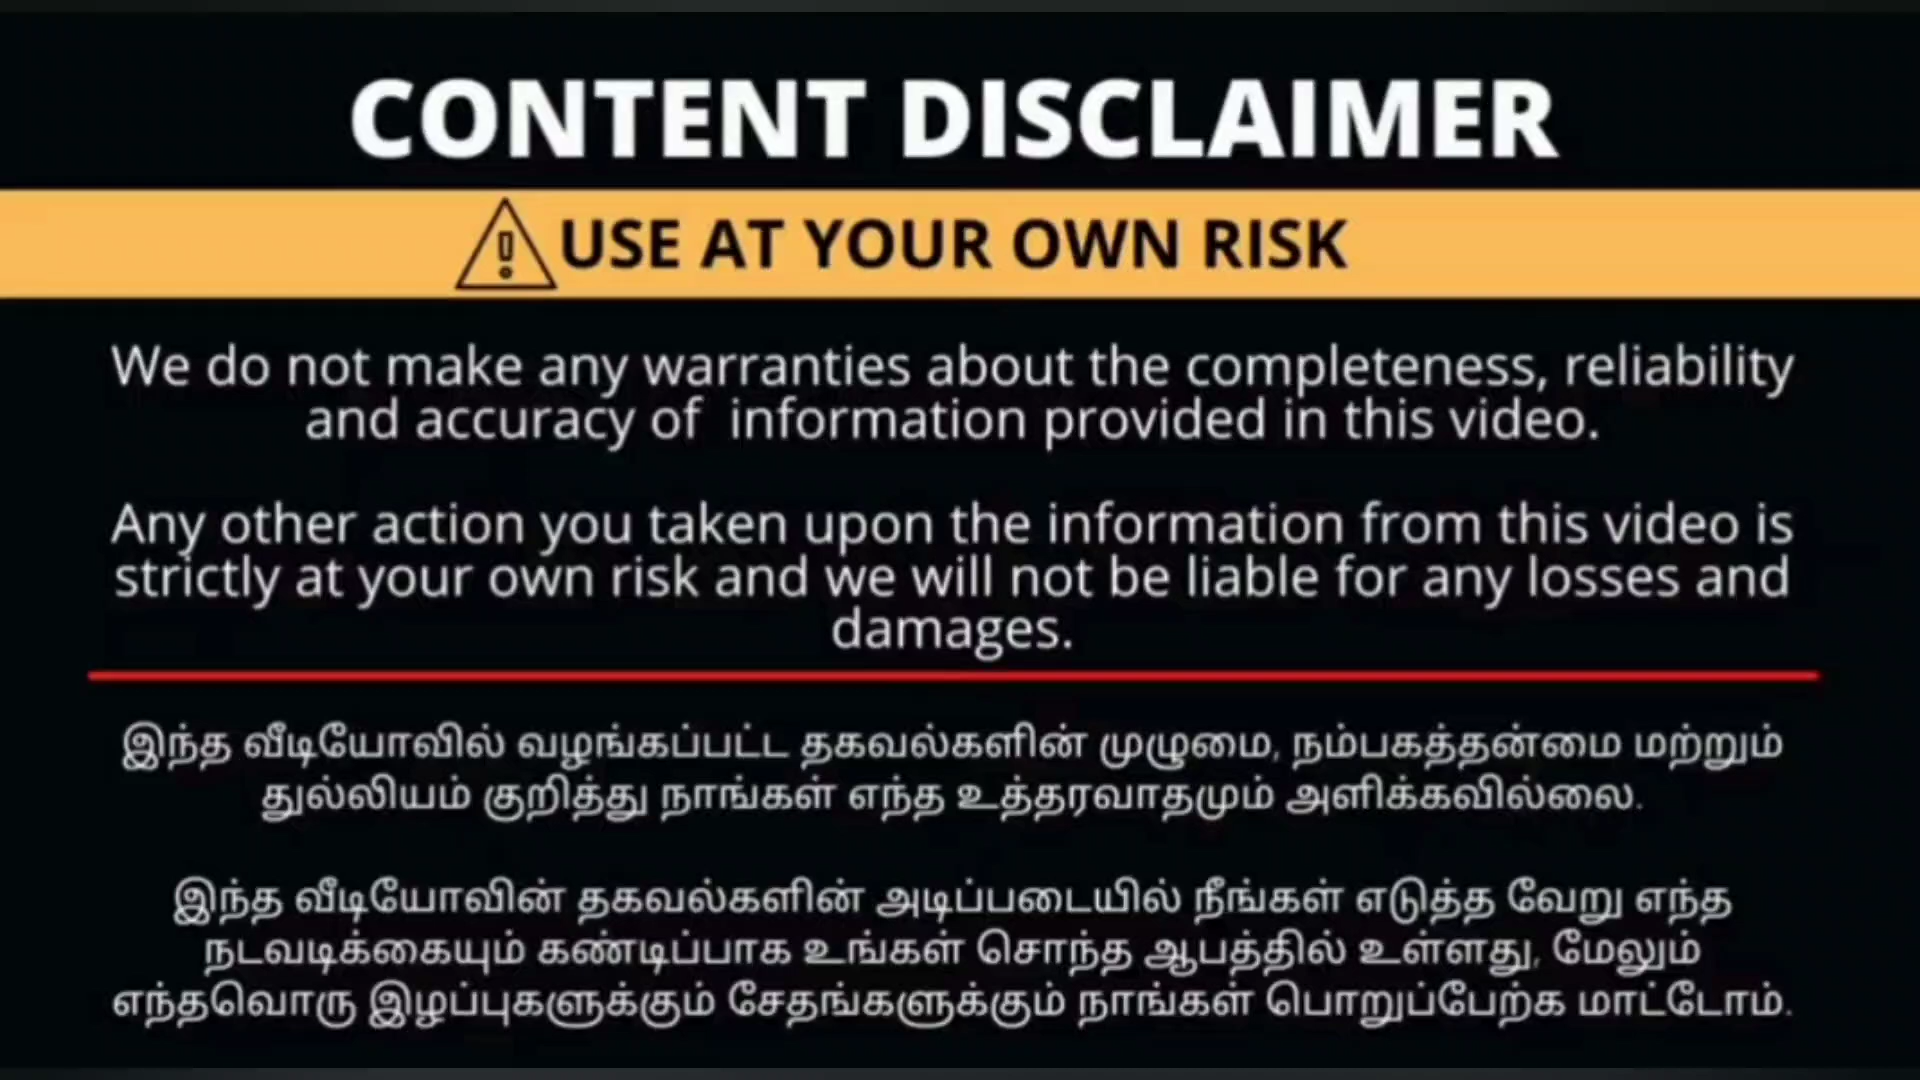 CONTENT DISCLAIMER
USE AT YOUR OWN RISK
We do not make any warranties about the completeness, reliability
and accuracy of information provided in this video.
Any other action you taken upon the information from this video is
strictly at your own risk and we will not be liable for any losses and
damages.
இந்த வீடியோவில் வழங்கப்பட்ட தகவல்களின் முழுமை, நம்பகத்தன்மை மற்றும்
துல்லியம் குறித்து நாங்கள் எந்த உத்தரவாதமும் அளிக்கவில்லை.
இந்த வீடியோவின் தகவல்களின் அடிப்படையில் நீங்கள் எடுத்த வேறு எந்த
நடவடிக்கையும் கண்டிப்பாக உங்கள் சொந்த ஆபத்தில் உள்ளது, மேலும்
எந்தவொரு இழப்புகளுக்கும் சேதங்களுக்கும் நாங்கள் பொறுப்பேற்க மாட்டோம்.